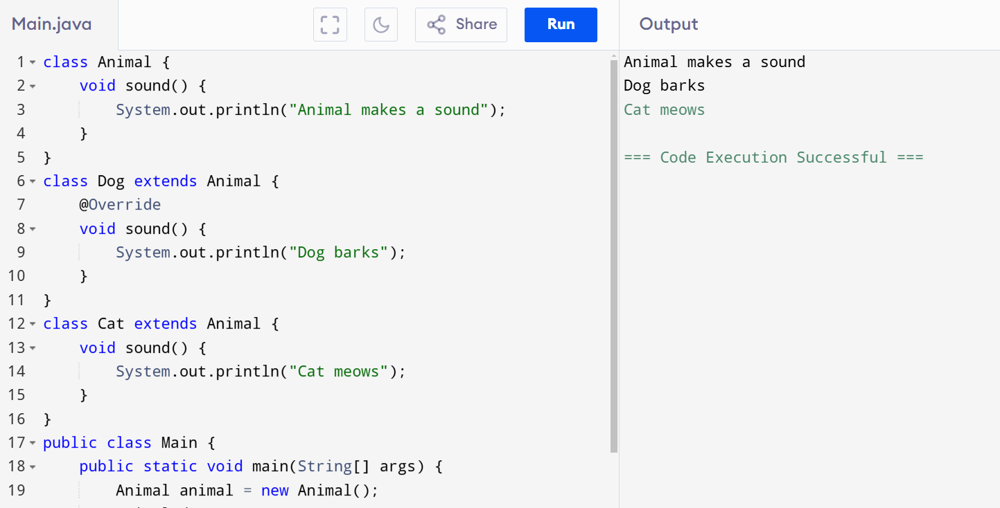 Main.java
Share
Run
Output
1 class Animal {
2     void sound() {
3         System.out.println("Animal makes a sound");
4     }
5 }
6 class Dog extends Animal {
7     @Override
8     void sound() {
9         System.out.println("Dog barks");
10     }
11 }
12 class Cat extends Animal {
13     void sound() {
14         System.out.println("Cat meows");
15     }
16 }
17 public class Main {
18     public static void main(String[] args) {
19         Animal animal = new Animal();
Animal makes a sound
Dog barks
Cat meows
=== Code Execution Successful ===